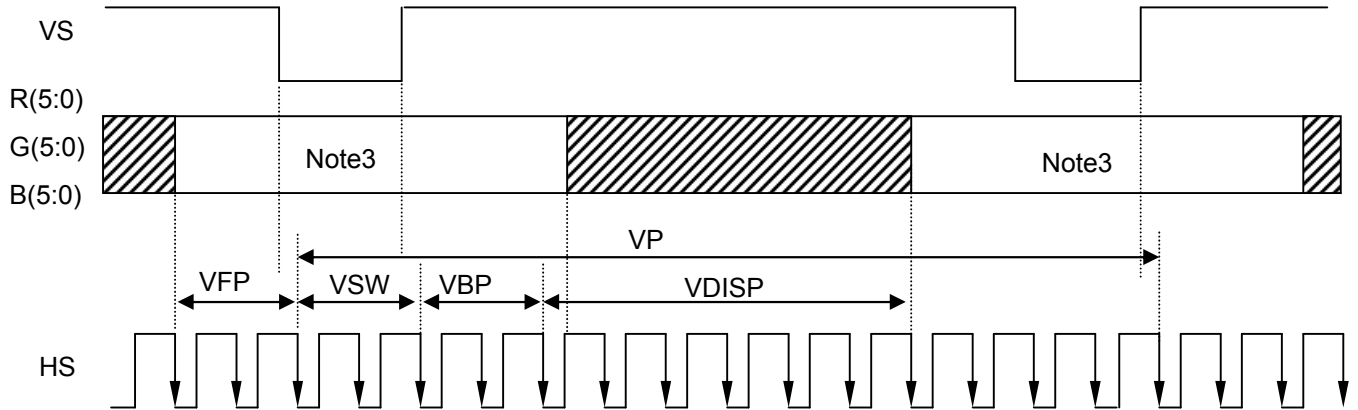 VS
R(5:0)
G(5:0)
B(5:0)
Note3
Note3
VP
VFP
VSW
VBP
VDISP
HS